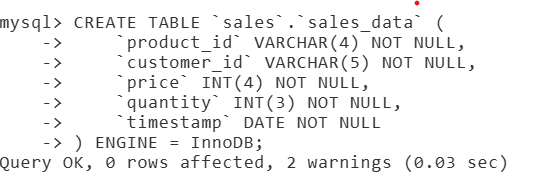 mysql> CREATE TABLE `sales`.`sales_data` (
    ->     `product_id` VARCHAR(4) NOT NULL,
    ->     `customer_id` VARCHAR(5) NOT NULL,
    ->     `price` INT(4) NOT NULL,
    ->     `quantity` INT(3) NOT NULL,
    ->     `timestamp` DATE NOT NULL
    -> ) ENGINE = InnoDB;
Query OK, 0 rows affected, 2 warnings (0.03 sec)